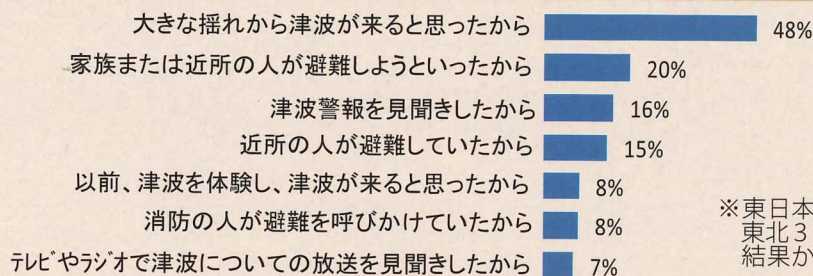 大きな揺れから津波が来ると思ったから 48%
家族または近所の人が避難しようといったから 20%
津波警報を見聞きしたから 16%
近所の人が避難していたから 15%
以前、津波を体験し、津波が来ると思ったから 8%
消防の人が避難を呼びかけていたから 8%
テレビやラジオで津波についての放送を見聞きしたから 7%
※東日本
東北3
結果か